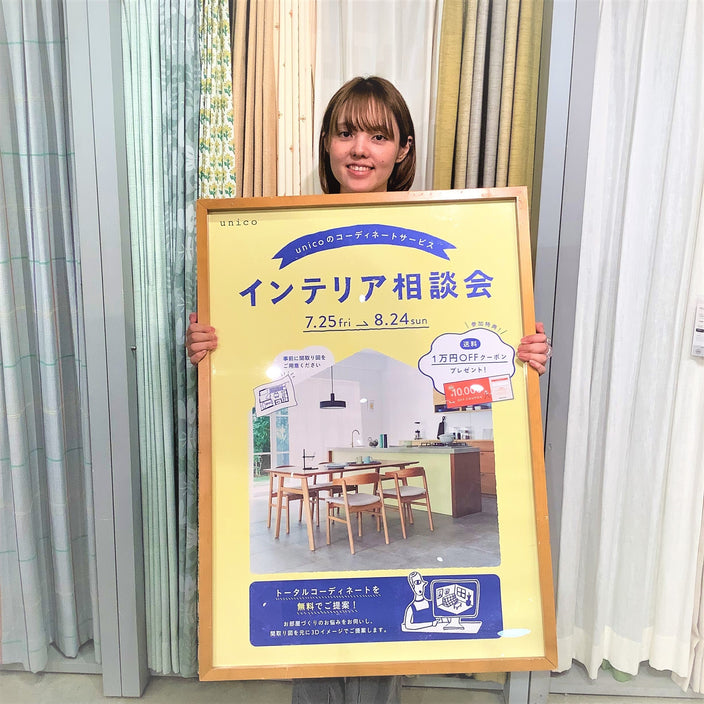 unico
unicoのコーディネートサービス
インテリア相談会
7.25fri → 8.24sun
参加特典!
送料
1万円OFFクーポン
プレゼント!
10,000
事前に間取り図を
ご用意ください
トータルコーディネートを
無料でご提案!
お部屋づくりのお悩みをお伺いし、
間取り図を元に3Dイメージでご提案します。